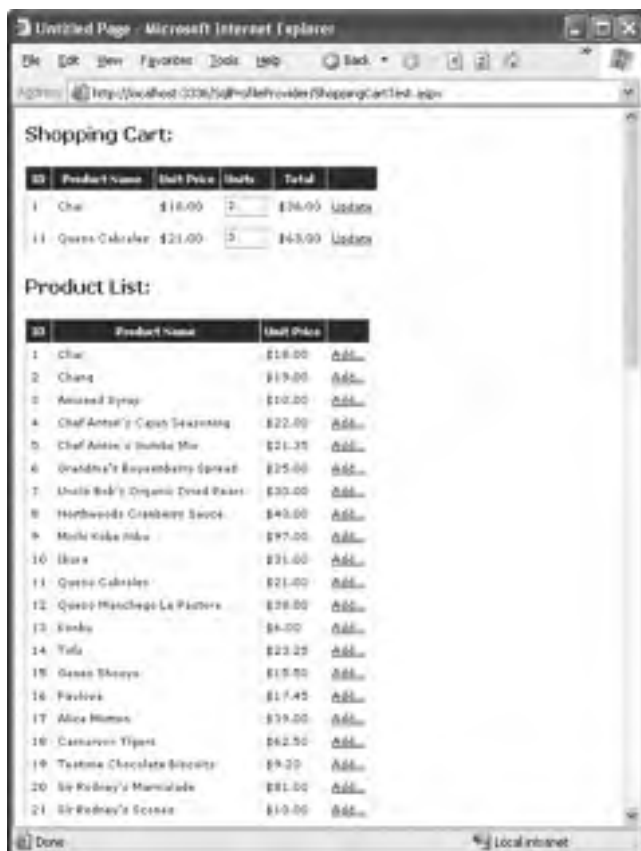 Untitled Page - Microsoft Internet Explorer
File Edit View Favorites Tools Help Back »
Address http://localhost:3336/SqlProfileProvider/ShoppingCartTest.aspx
Shopping Cart:
ID Product Name Unit Price Units Total
1 Chai $18.00 2 $36.00 Update
11 Queso Cabrales $21.00 3 $63.00 Update
Product List:
ID Product Name Unit Price
1 Chai $18.00 Add...
2 Chang $19.00 Add...
3 Aniseed Syrup $10.00 Add...
4 Chef Anton's Cajun Seasoning $22.00 Add...
5 Chef Anton's Gumbo Mix $21.35 Add...
6 Grandma's Boysenberry Spread $25.00 Add...
7 Uncle Bob's Organic Dried Pears $30.00 Add...
8 Northwoods Cranberry Sauce $40.00 Add...
9 Mishi Kobe Niku $97.00 Add...
10 Ikura $31.00 Add...
11 Queso Cabrales $21.00 Add...
12 Queso Manchego La Pastora $38.00 Add...
13 Konbu $6.00 Add...
14 Tofu $23.25 Add...
15 Genen Shouyu $15.50 Add...
16 Pavlova $17.45 Add...
17 Alice Mutton $39.00 Add...
18 Carnarvon Tigers $62.50 Add...
19 Teatime Chocolate Biscuits $9.20 Add...
20 Sir Rodney's Marmalade $81.00 Add...
21 Sir Rodney's Scones $10.00 Add...
Done Local intranet